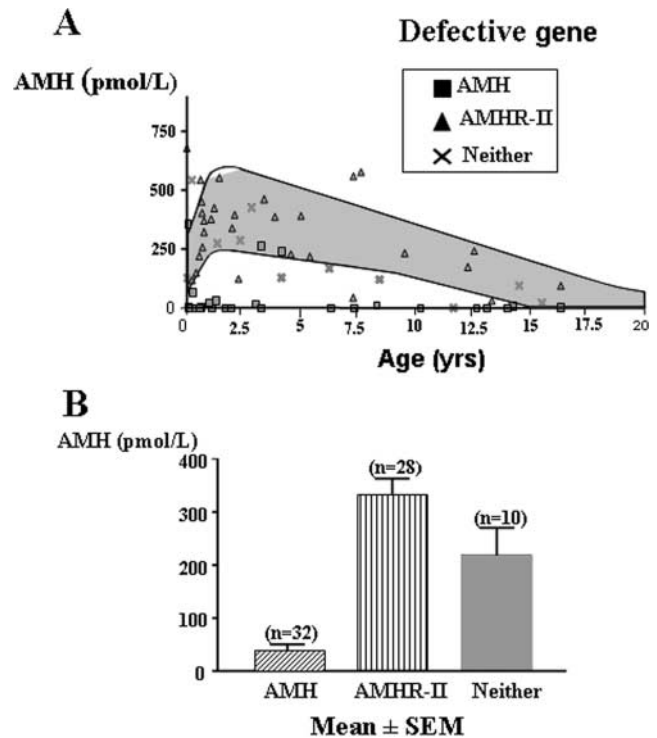 A
Defective gene
AMH (pmol/L)
AMH
AMHR-II
Neither
750
500
250
0
0 2.5 5.0 7.5 10 12.5 15 17.5 20
Age (yrs)
B
AMH (pmol/L)
400
300
200
100
0
(n=32) (n=28) (n=10)
AMH AMHR-II Neither
Mean ± SEM